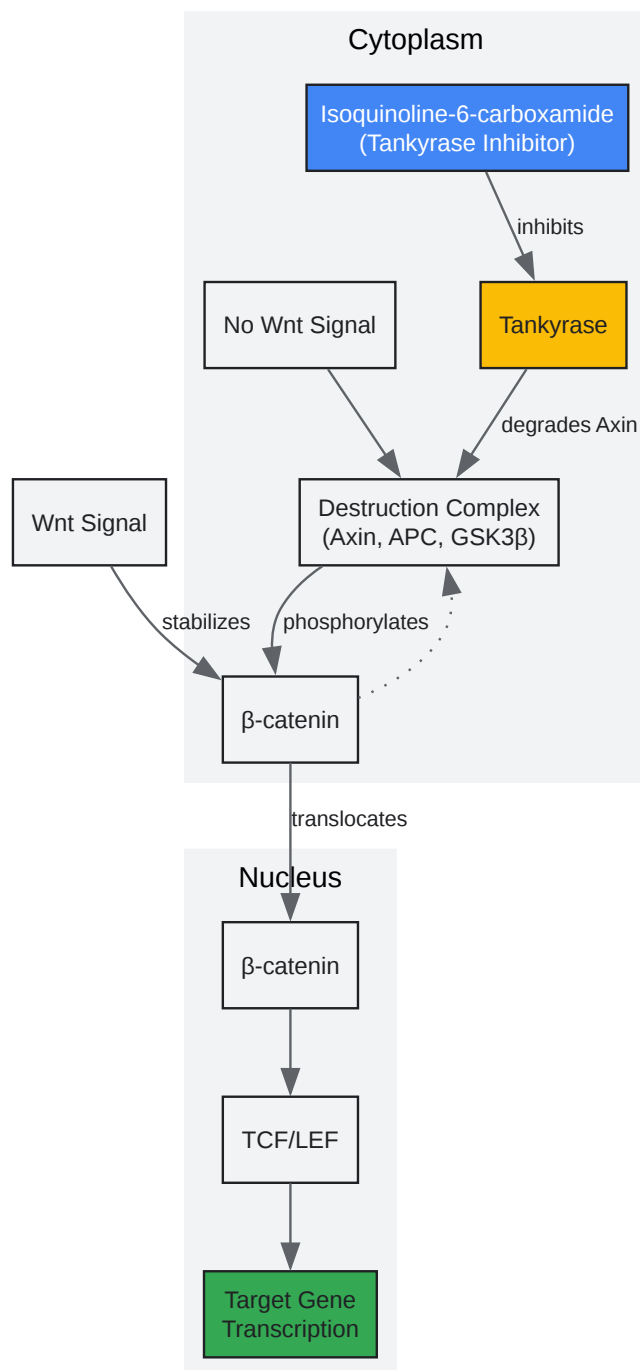 Cytoplasm
Isoquinoline-6-carboxamide
(Tankyrase Inhibitor)
inhibits
No Wnt Signal
Tankyrase
degrades Axin
Wnt Signal
Destruction Complex
(Axin, APC, GSK3β)
stabilizes
phosphorylates
β-catenin
translocates
Nucleus
β-catenin
TCF/LEF
Target Gene
Transcription